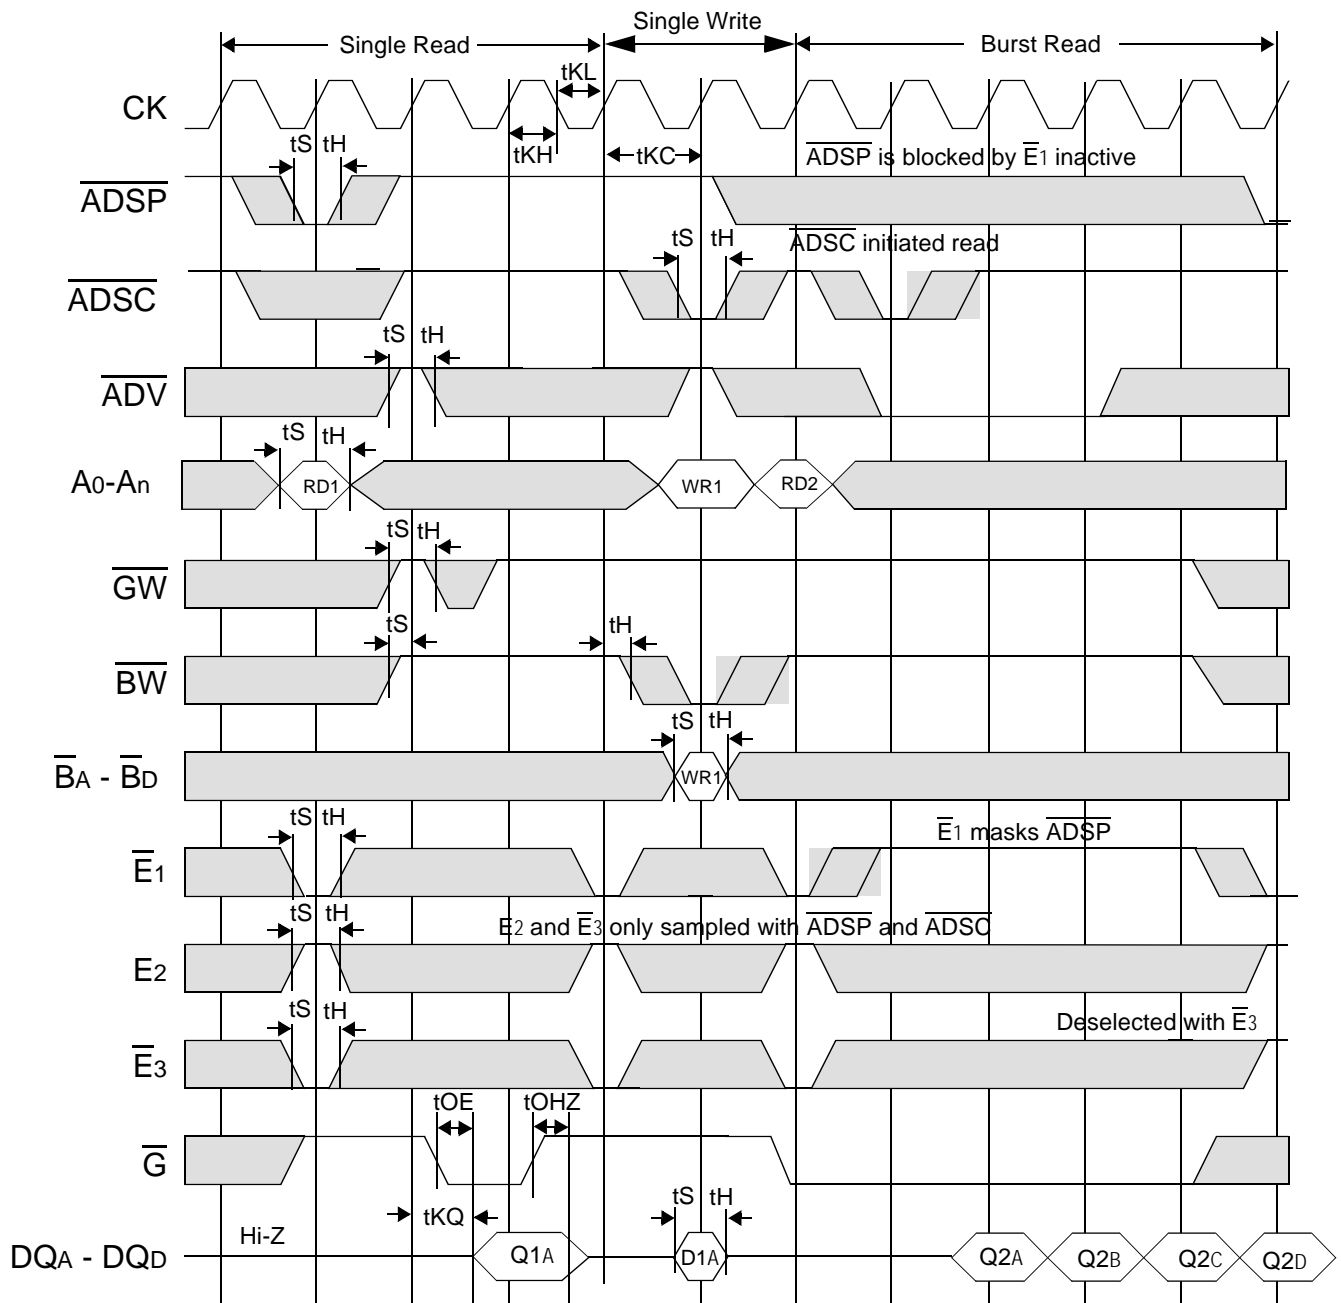 Single Write
Single Read
Burst Read
tKL
CK
tS tH
tKH
tKC
ADSP is blocked by E1 inactive
ADSP
tS tH
ADSC initiated read
ADSC
tS tH
ADV
tS tH
A0-An
RD1
WR1
RD2
tS tH
GW
tS
tH
BW
tS tH
BA - BD
WR1
tS tH
E1 masks ADSP
E1
tS tH
E2 and E3 only sampled with ADSP and ADSC
E2
tS tH
Deselected with E3
E3
tOE
tOHZ
G
tKQ
tS tH
Hi-Z
DQA - DQD
Q1A
D1A
Q2A
Q2B
Q2C
Q2D